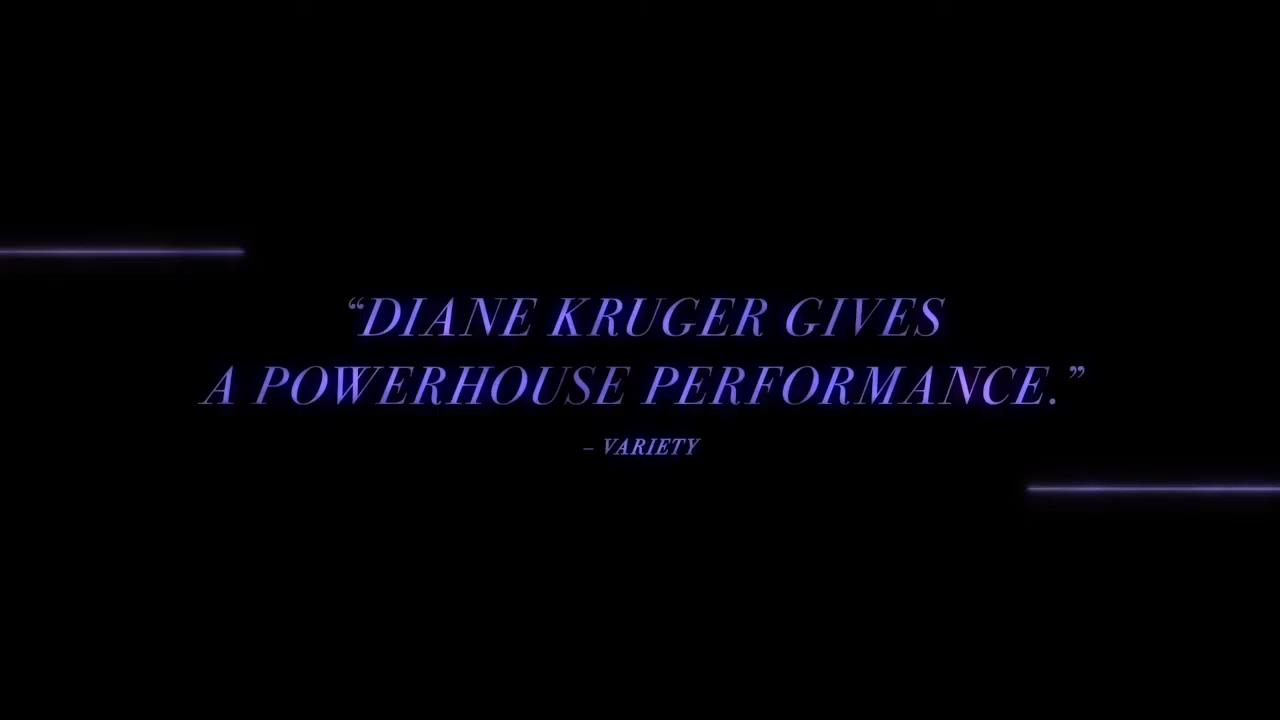 “DIANE KRUGER GIVES
A POWERHOUSE PERFORMANCE.”
– VARIETY